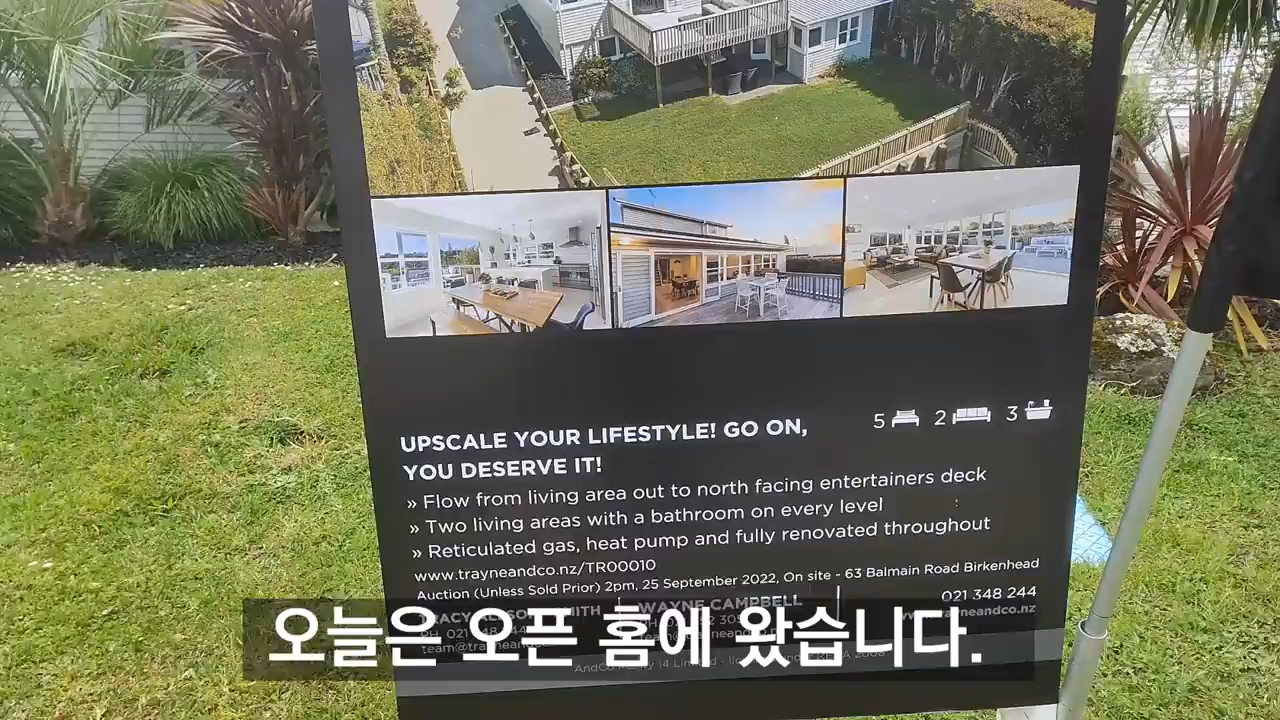 5 2 3
UPSCALE YOUR LIFESTYLE! GO ON,
YOU DESERVE IT!
» Flow from living area out to north facing entertainers deck
» Two living areas with a bathroom on every level
» Reticulated gas, heat pump and fully renovated throughout
www.trayneandco.nz/TR00010
Auction (Unless Sold Prior) 2pm, 25 September 2022, On site - 63 Balmain Road Birkenhead
WAYNE CAMPBELL
021 348 244
오늘은 오픈 홈에 왔습니다.